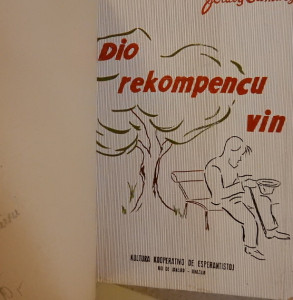 Dio
rekompencu
vin
KULTURA KOOPERATIVO DE ESPERANTISTOJ
RIO DE JANEIRO - BRAZILO